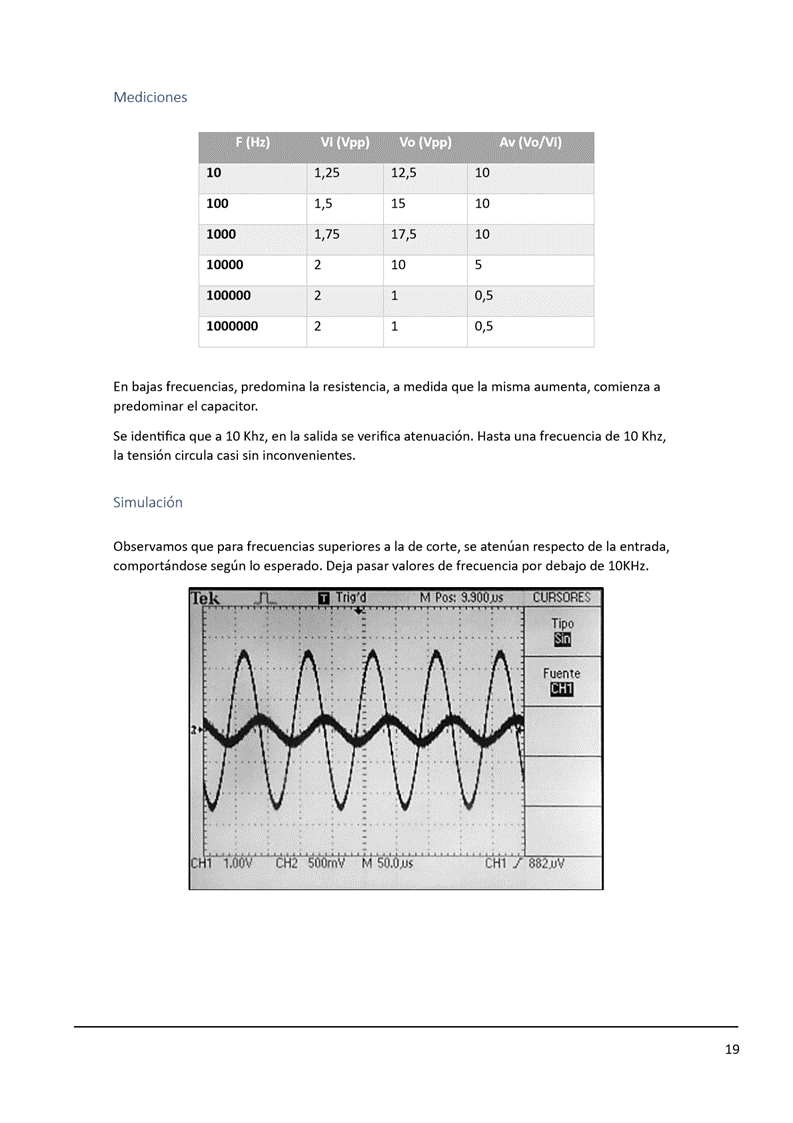 Mediciones
F (Hz) VI (Vpp) Vo (Vpp) Av (Vo/VI)
10 1,25 12,5 10
100 1,5 15 10
1000 1,75 17,5 10
10000 2 10 5
100000 2 1 0,5
1000000 2 1 0,5
En bajas frecuencias, predomina la resistencia, a medida que la misma aumenta, comienza a
predominar el capacitor.
Se identifica que a 10 Khz, en la salida se verifica atenuación. Hasta una frecuencia de 10 Khz,
la tensión circula casi sin inconvenientes.
Simulación
Observamos que para frecuencias superiores a la de corte, se atenúan respecto de la entrada,
comportándose según lo esperado. Deja pasar valores de frecuencia por debajo de 10KHz.
Tek T Trig'd M Pos: 9.900µs CURSORES
Tipo
Sin
Fuente
CH1
2
CH1 1.00V CH2 500mV M 50.0µs CH1 882µV
19